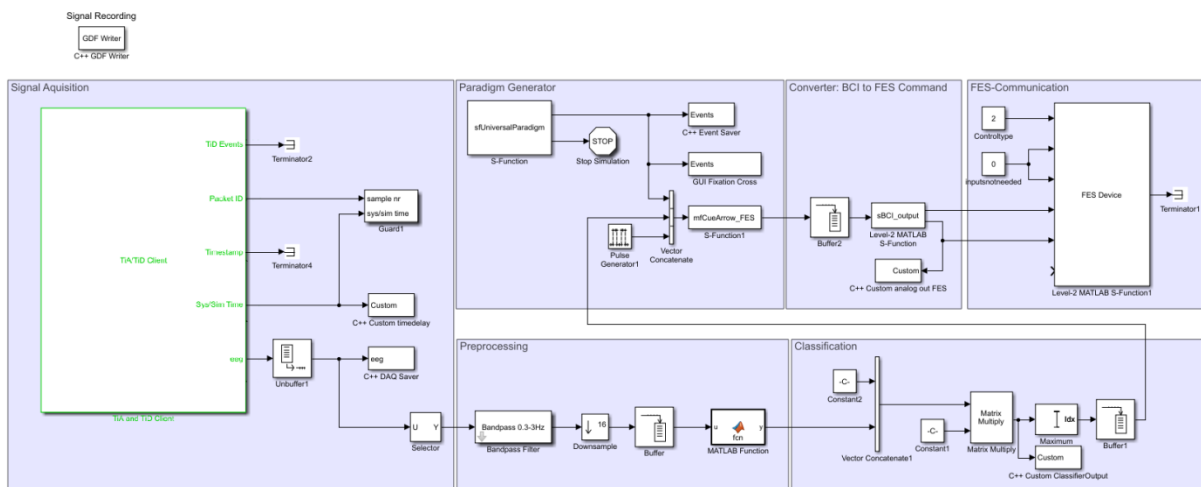 Signal Recording
GDF Writer
C++ GDF Writer
Signal Aquisition
TiD Events
Terminator2
Packet ID
sample nr
sys/sim time
Guard1
Timestamp
Terminator4
TiA/TiD Client
Sys/Sim Time
Custom
C++ Custom timedelay
eeg
Unbuffer1
eeg
C++ DAQ Saver
TiA and TiD Client
U Y
Selector
Paradigm Generator
sfUniversalParadigm
S-Function
STOP
Stop Simulation
Events
C++ Event Saver
Events
GUI Fixation Cross
Pulse
Generator1
Vector
Concatenate
mfCueArrow_FES
S-Function1
Converter: BCI to FES Command
Buffer2
sBCI_output
Level-2 MATLAB
S-Function
Custom
C++ Custom analog out FES
FES-Communication
2
Controltype
0
inputsnotneeded
FES Device
Terminator1
Level-2 MATLAB S-Function1
Preprocessing
Bandpass 0.3-3Hz
Bandpass Filter
16
Downsample
Buffer
u fcn y
MATLAB Function
Classification
-C-
Constant2
-C-
Constant1
Vector Concatenate1
Matrix
Multiply
Matrix Multiply
Idx
Maximum
Buffer1
Custom
C++ Custom ClassifierOutput